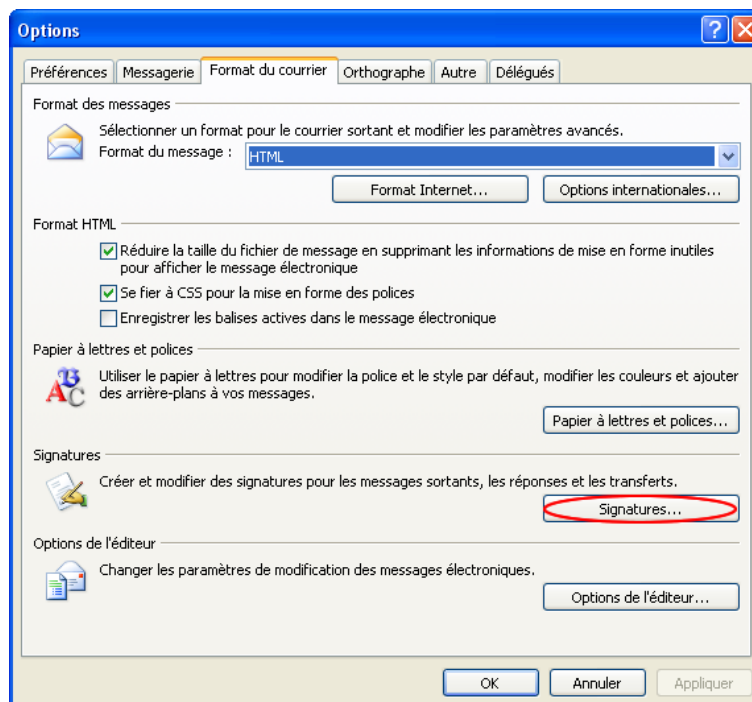 Options
Préférences Messagerie Format du courrier Orthographe Autre Délégués
Format des messages
Sélectionner un format pour le courrier sortant et modifier les paramètres avancés.
Format du message : HTML
Format Internet... Options internationales...
Format HTML
Réduire la taille du fichier de message en supprimant les informations de mise en forme inutiles
pour afficher le message électronique
Se fier à CSS pour la mise en forme des polices
Enregistrer les balises actives dans le message électronique
Papier à lettres et polices
Utiliser le papier à lettres pour modifier la police et le style par défaut, modifier les couleurs et ajouter
des arrière-plans à vos messages.
Papier à lettres et polices...
Signatures
Créer et modifier des signatures pour les messages sortants, les réponses et les transferts.
Signatures...
Options de l'éditeur
Changer les paramètres de modification des messages électroniques.
Options de l'éditeur...
OK Annuler Appliquer